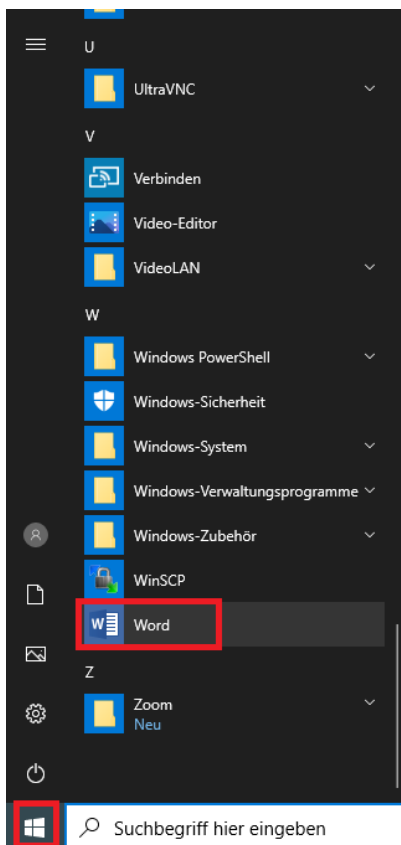 U
UltraVNC
V
Verbinden
Video-Editor
VideoLAN
W
Windows PowerShell
Windows-Sicherheit
Windows-System
Windows-Verwaltungsprogramme
Windows-Zubehör
WinSCP
W Word
Z
Zoom
Neu
Suchbegriff hier eingeben